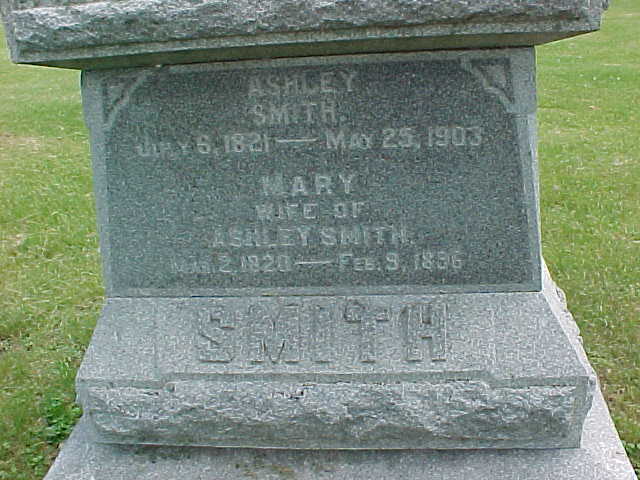 ASHLEY
SMITH.
JULY 6, 1821 — MAY 25, 1903
MARY
WIFE OF
ASHLEY SMITH.
MAR. 2, 1820 — FEB. 9, 1896
SMITH